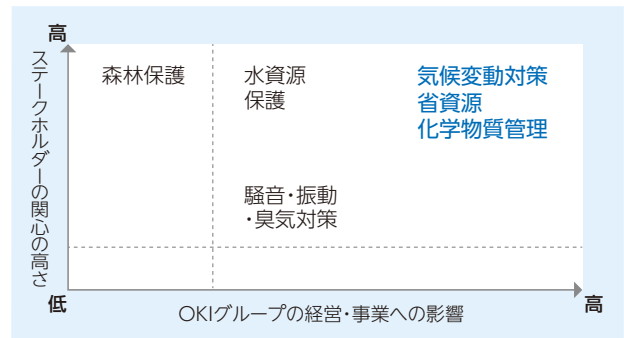 高
ステークホルダーの関心の高さ
森林保護
水資源
保護
気候変動対策
省資源
化学物質管理
騒音・振動
・臭気対策
低
OKIグループの経営・事業への影響
高